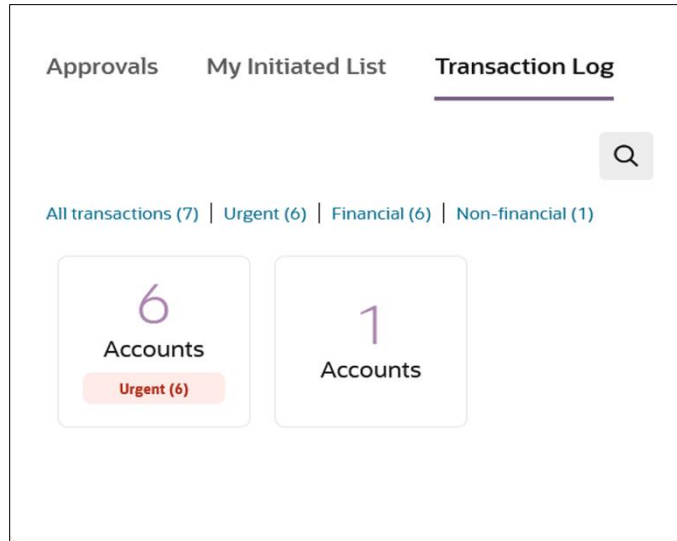 Approvals My Initiated List Transaction Log
All transactions (7) | Urgent (6) | Financial (6) | Non-financial (1)
6
Accounts
Urgent (6)
1
Accounts